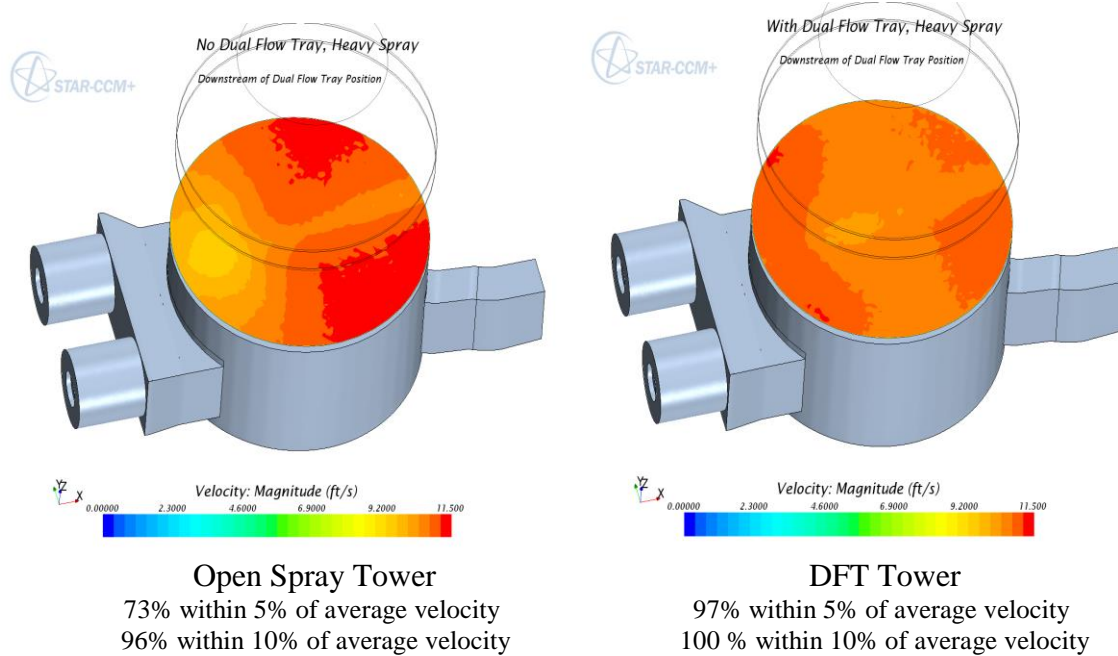 No Dual Flow Tray, Heavy Spray
STAR-CCM+
Downstream of Dual Flow Tray Position
Y Z X
Velocity: Magnitude (ft/s)
0.00000 2.3000 4.6000 6.9000 9.2000 11.500
Open Spray Tower
73% within 5% of average velocity
96% within 10% of average velocity
With Dual Flow Tray, Heavy Spray
STAR-CCM+
Downstream of Dual Flow Tray Position
Y Z X
Velocity: Magnitude (ft/s)
0.00000 2.3000 4.6000 6.9000 9.2000 11.500
DFT Tower
97% within 5% of average velocity
100 % within 10% of average velocity